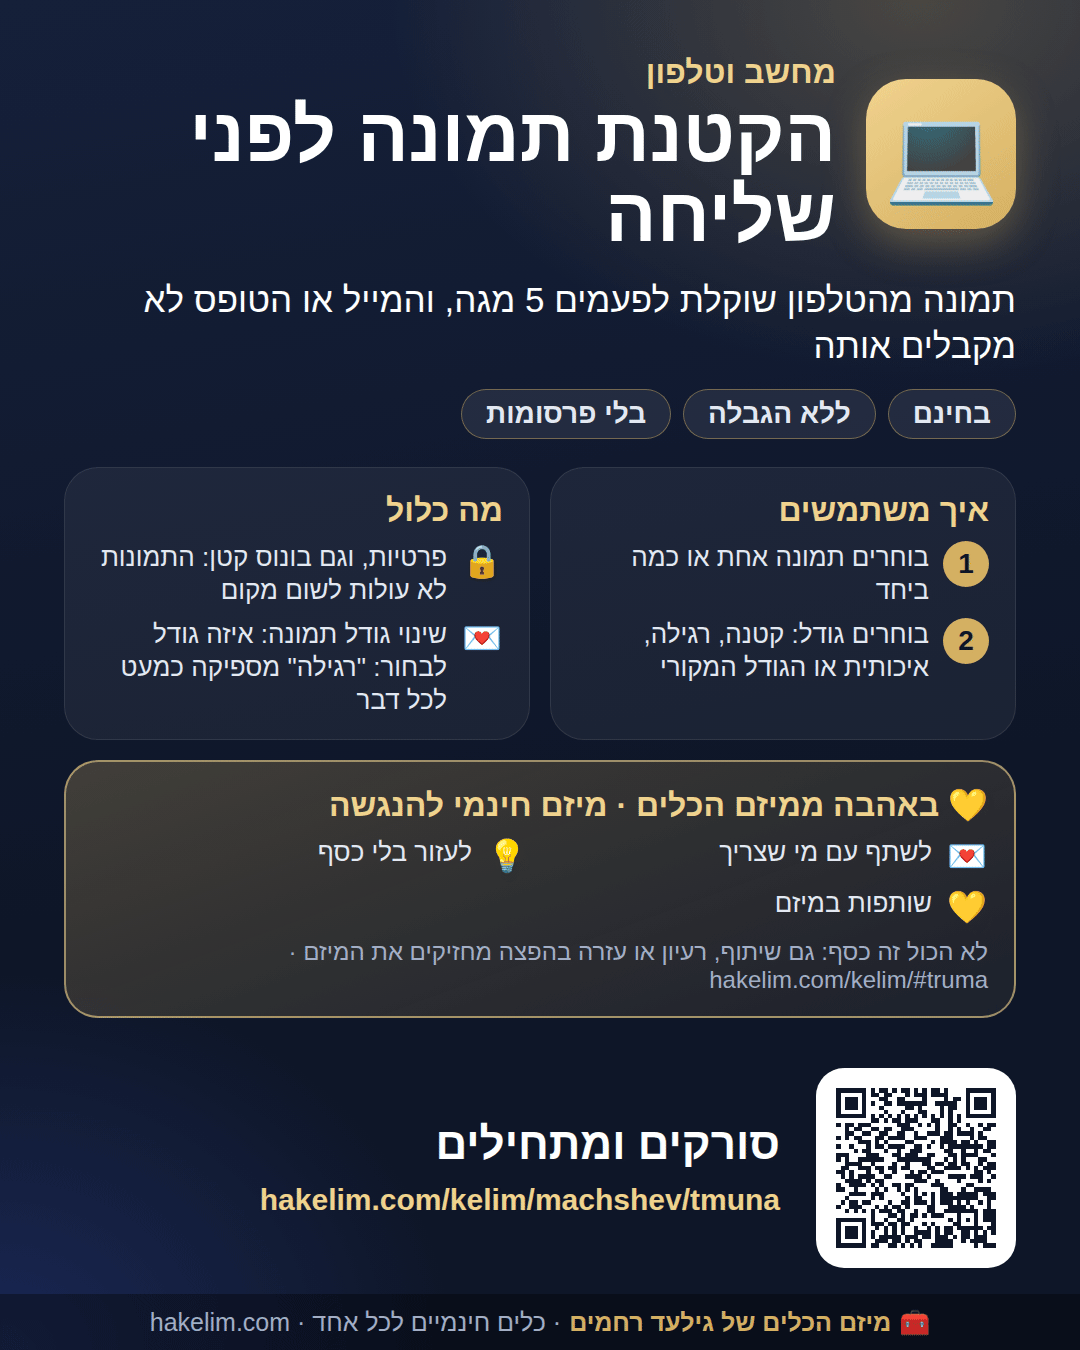 מחשב וטלפון
הקטנת תמונה לפני
שליחה
תמונה מהטלפון שוקלת לפעמים 5 מגה, והמייל או הטופס לא
מקבלים אותה
בחינם
ללא הגבלה
בלי פרסומות
איך משתמשים
1 בוחרים תמונה אחת או כמה
ביחד
2 בוחרים גודל: קטנה, רגילה,
איכותית או הגודל המקורי
מה כלול
🔒 פרטיות, וגם בונוס קטן: התמונות
לא עולות לשום מקום
💌 שינוי גודל תמונה: איזה גודל
לבחור: "רגילה" מספיקה כמעט
לכל דבר
💛 באהבה ממיזם הכלים · מיזם חינמי להנגשה
💌 לשתף עם מי שצריך
💡 לעזור בלי כסף
💛 שותפות במיזם
לא הכול זה כסף: גם שיתוף, רעיון או עזרה בהפצה מחזיקים את המיזם ·
hakelim.com/kelim/#truma
סורקים ומתחילים
hakelim.com/kelim/machshev/tmuna
🧰 מיזם הכלים של גילעד רחמים · כלים חינמיים לכל אחד · hakelim.com